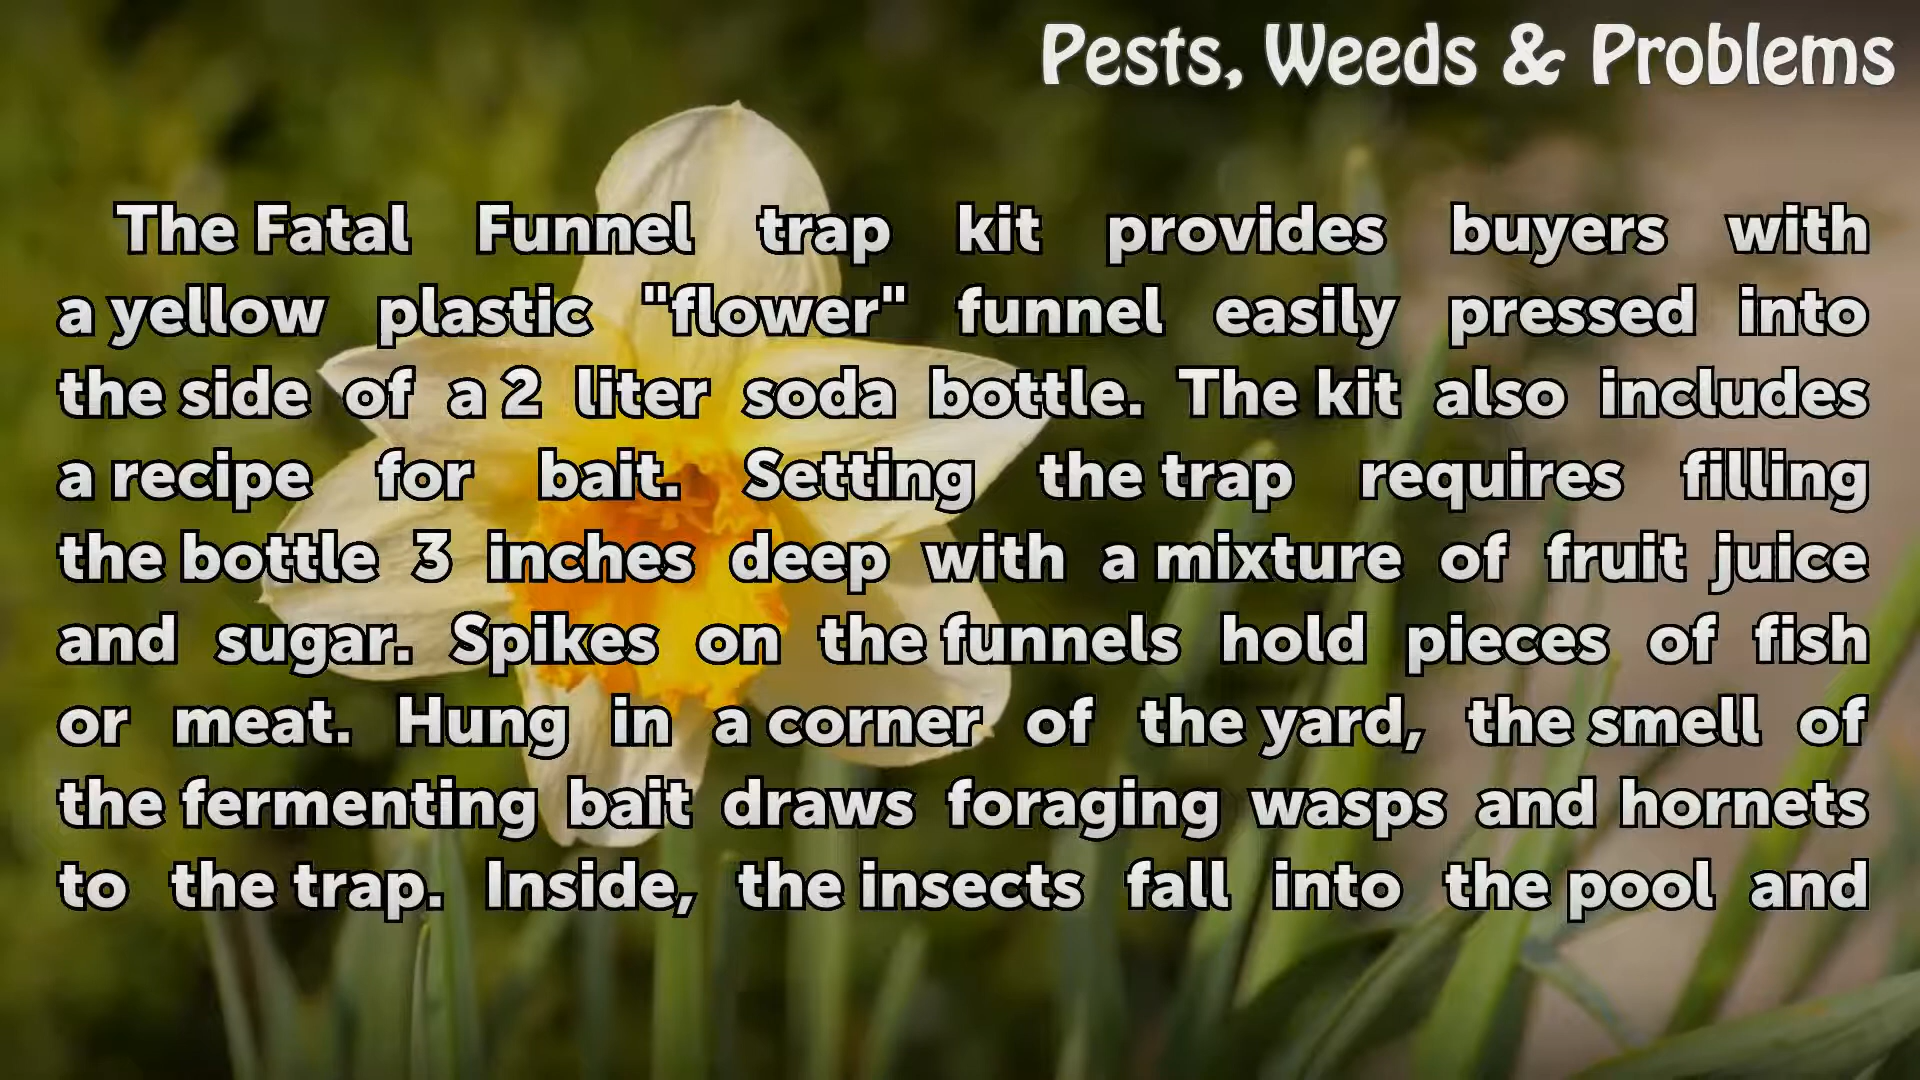 Pests, Weeds & Problems
The Fatal Funnel trap kit provides buyers with
a yellow plastic "flower" funnel easily pressed into
the side of a 2 liter soda bottle. The kit also includes
a recipe for bait. Setting the trap requires filling
the bottle 3 inches deep with a mixture of fruit juice
and sugar. Spikes on the funnels hold pieces of fish
or meat. Hung in a corner of the yard, the smell of
the fermenting bait draws foraging wasps and hornets
to the trap. Inside, the insects fall into the pool and